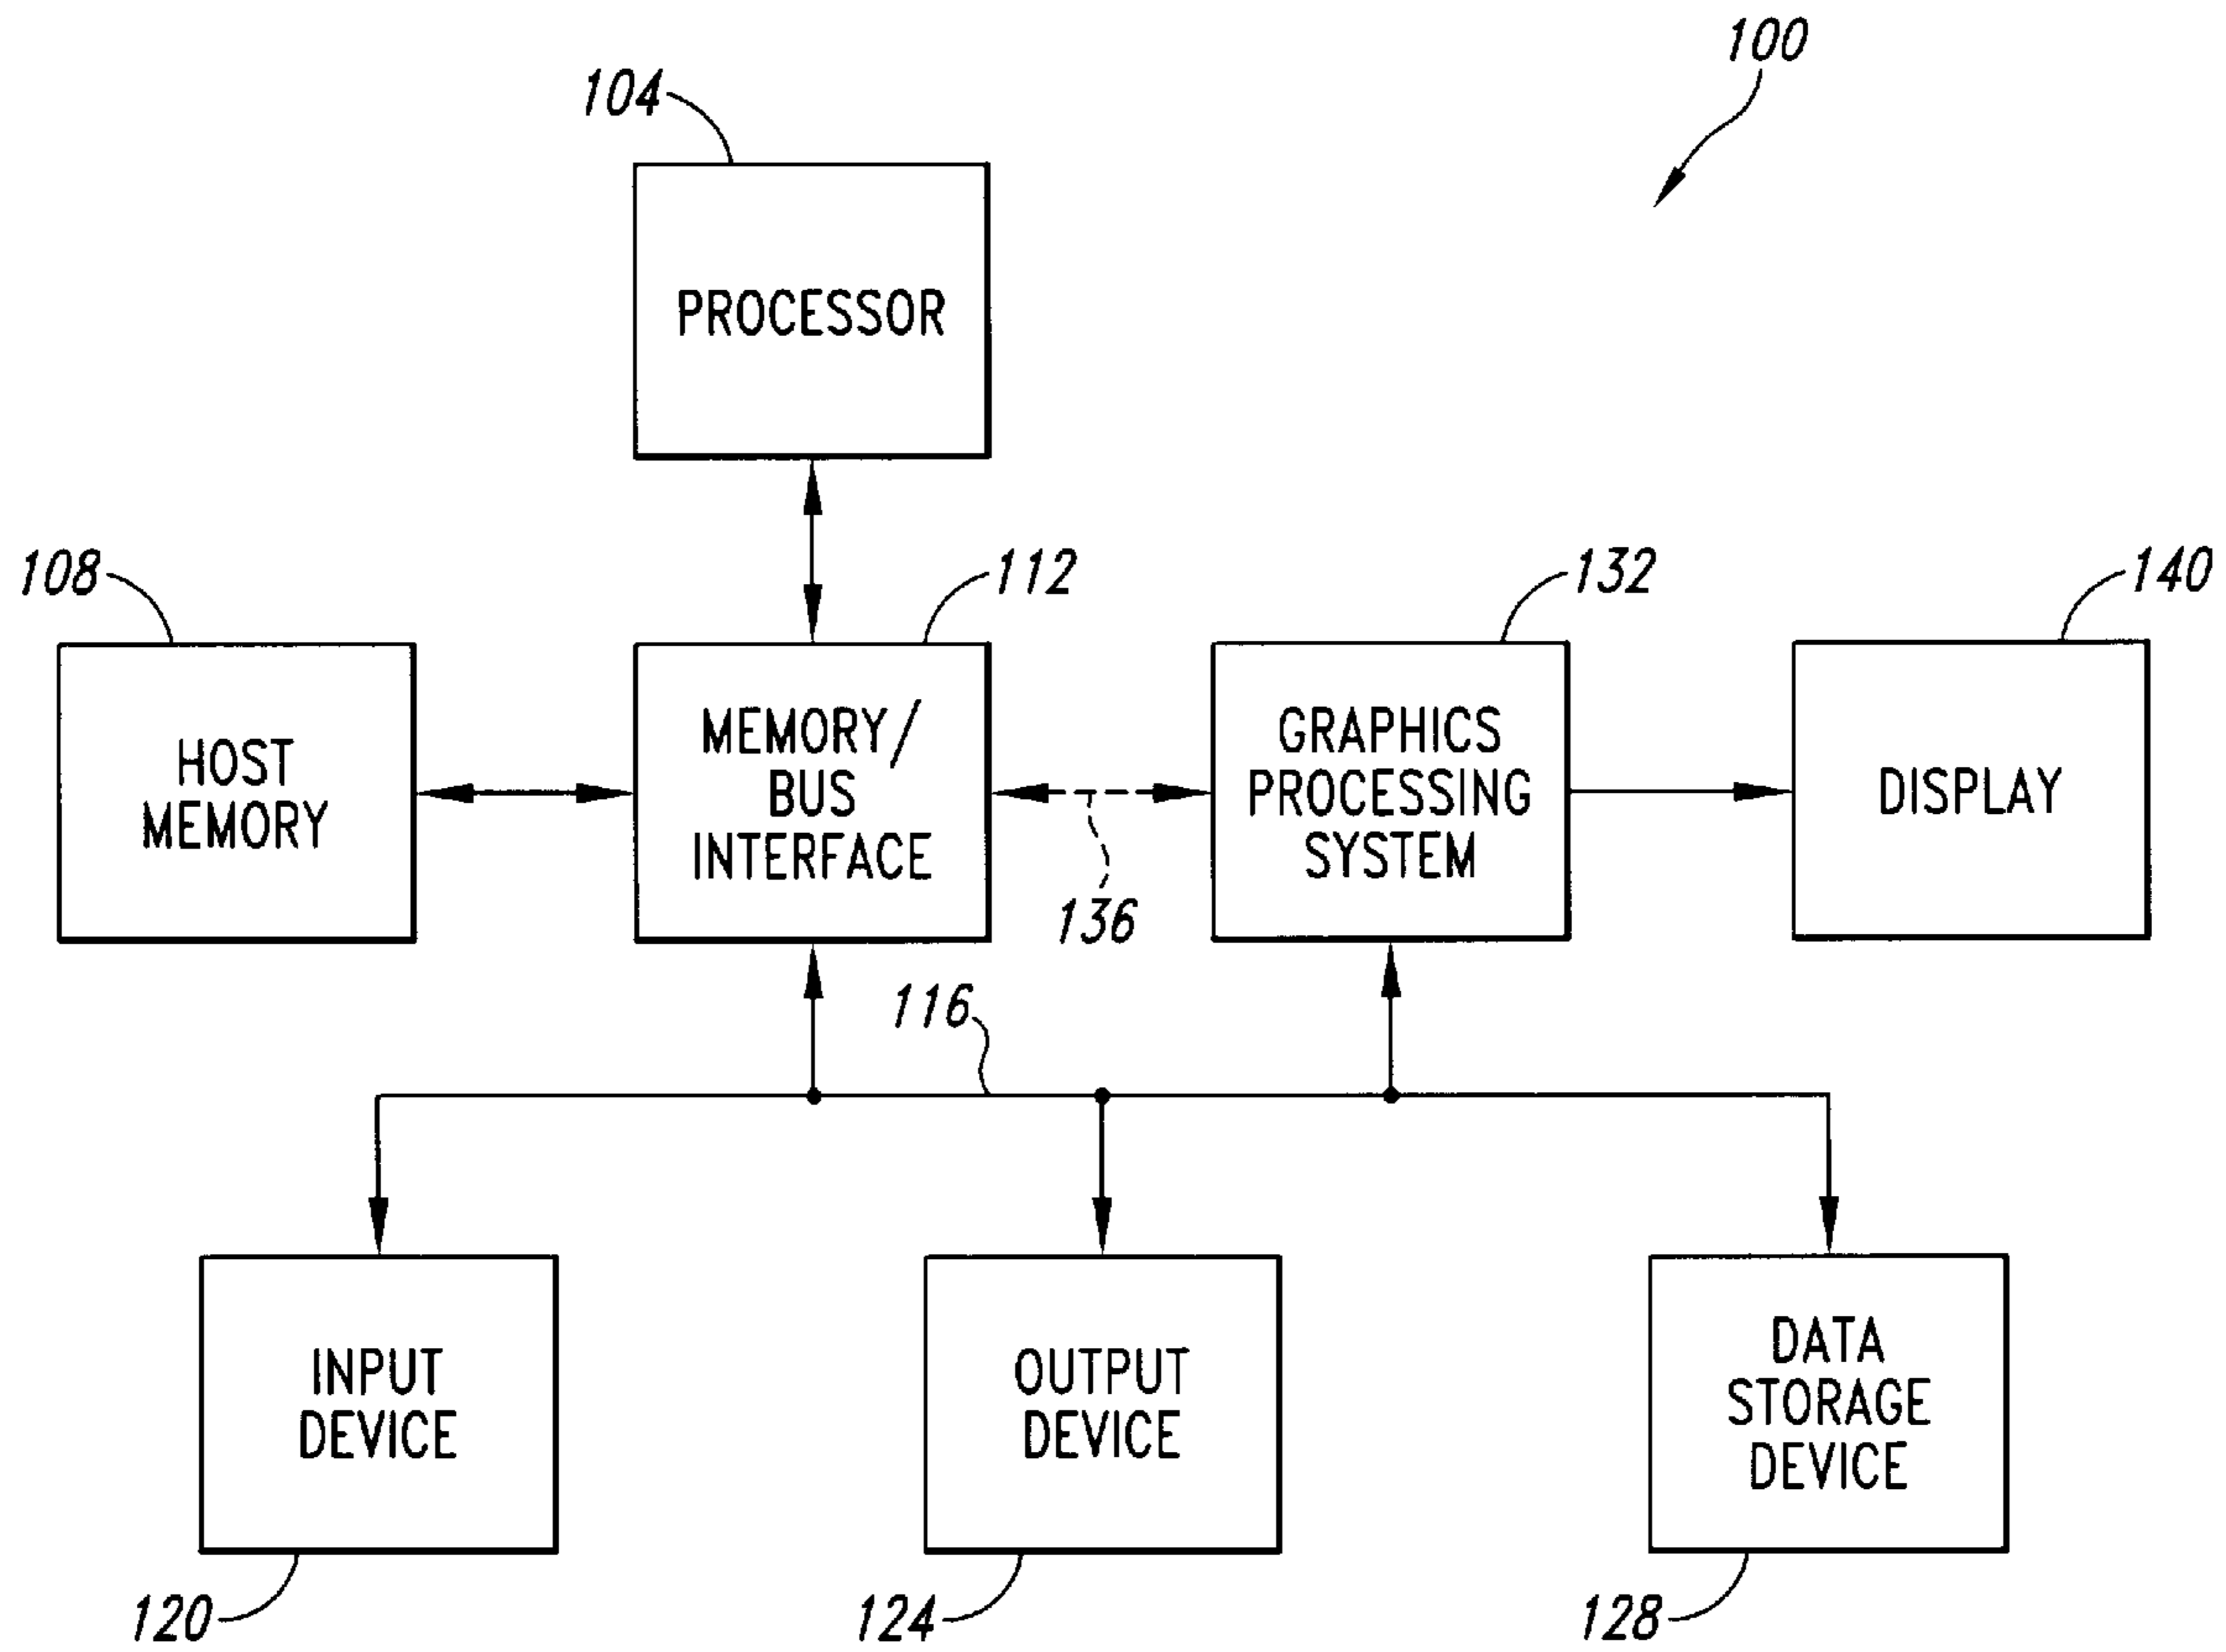 100
104
PROCESSOR
108
112
132
140
HOST
MEMORY
MEMORY/
BUS
INTERFACE
136
GRAPHICS
PROCESSING
SYSTEM
DISPLAY
116
INPUT
DEVICE
OUTPUT
DEVICE
DATA
STORAGE
DEVICE
120
124
128